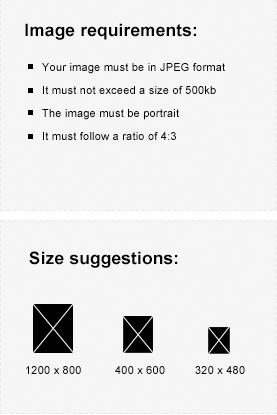 Image requirements:
Your image must be in JPEG format
It must not exceed a size of 500kb
The image must be portrait
It must follow a ratio of 4:3
Size suggestions:
1200 x 800
400 x 600
320 x 480